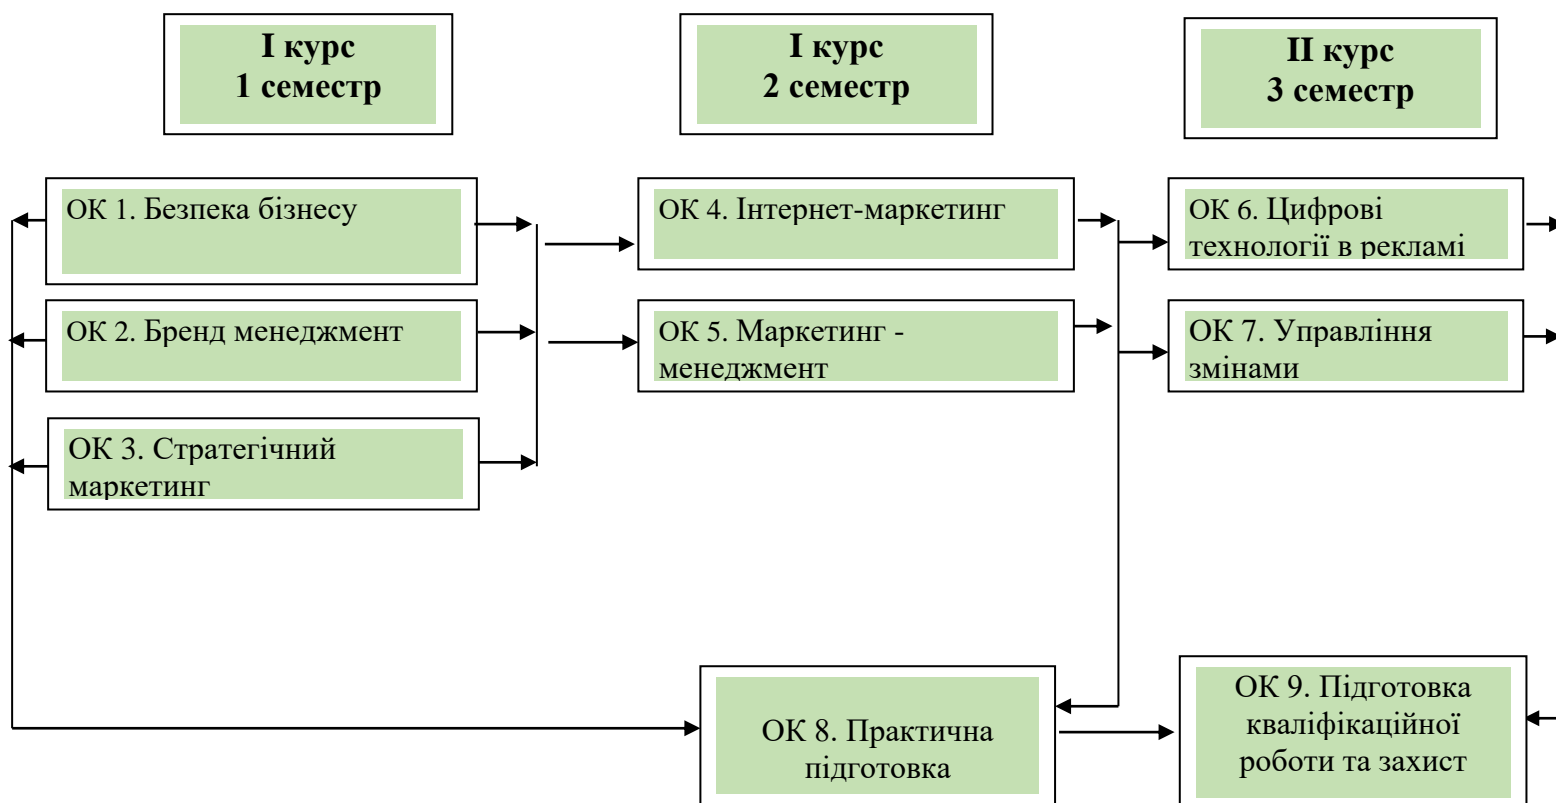 І курс
1 семестр
І курс
2 семестр
ІІ курс
3 семестр
ОК 1. Безпека бізнесу
ОК 4. Інтернет-маркетинг
ОК 6. Цифрові
технології в рекламі
ОК 2. Бренд менеджмент
ОК 5. Маркетинг -
менеджмент
ОК 7. Управління
змінами
ОК 3. Стратегічний
маркетинг
ОК 8. Практична
підготовка
ОК 9. Підготовка
кваліфікаційної
роботи та захист